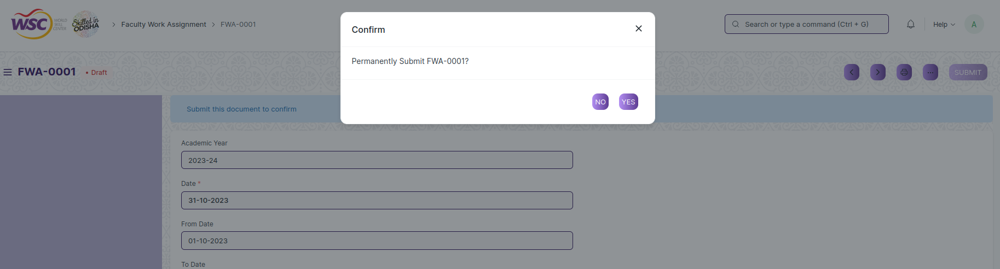 WSC WORLD SKILL CENTER
Skilled in ODISHA
Faculty Work Assignment
FWA-0001
Search or type a command (Ctrl + G)
Help
A
Confirm
Permanently Submit FWA-0001?
NO
YES
FWA-0001
Draft
SUBMIT
Submit this document to confirm
Academic Year
2023-24
Date *
31-10-2023
From Date
01-10-2023
To Date